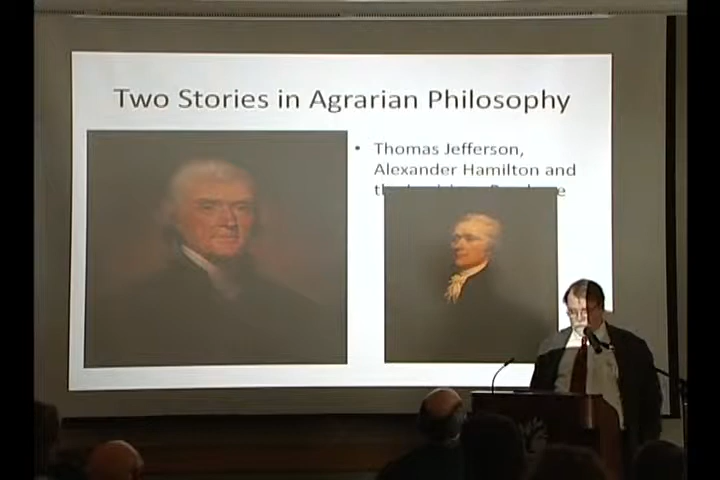 Two Stories in Agrarian Philosophy
• Thomas Jefferson,
Alexander Hamilton and